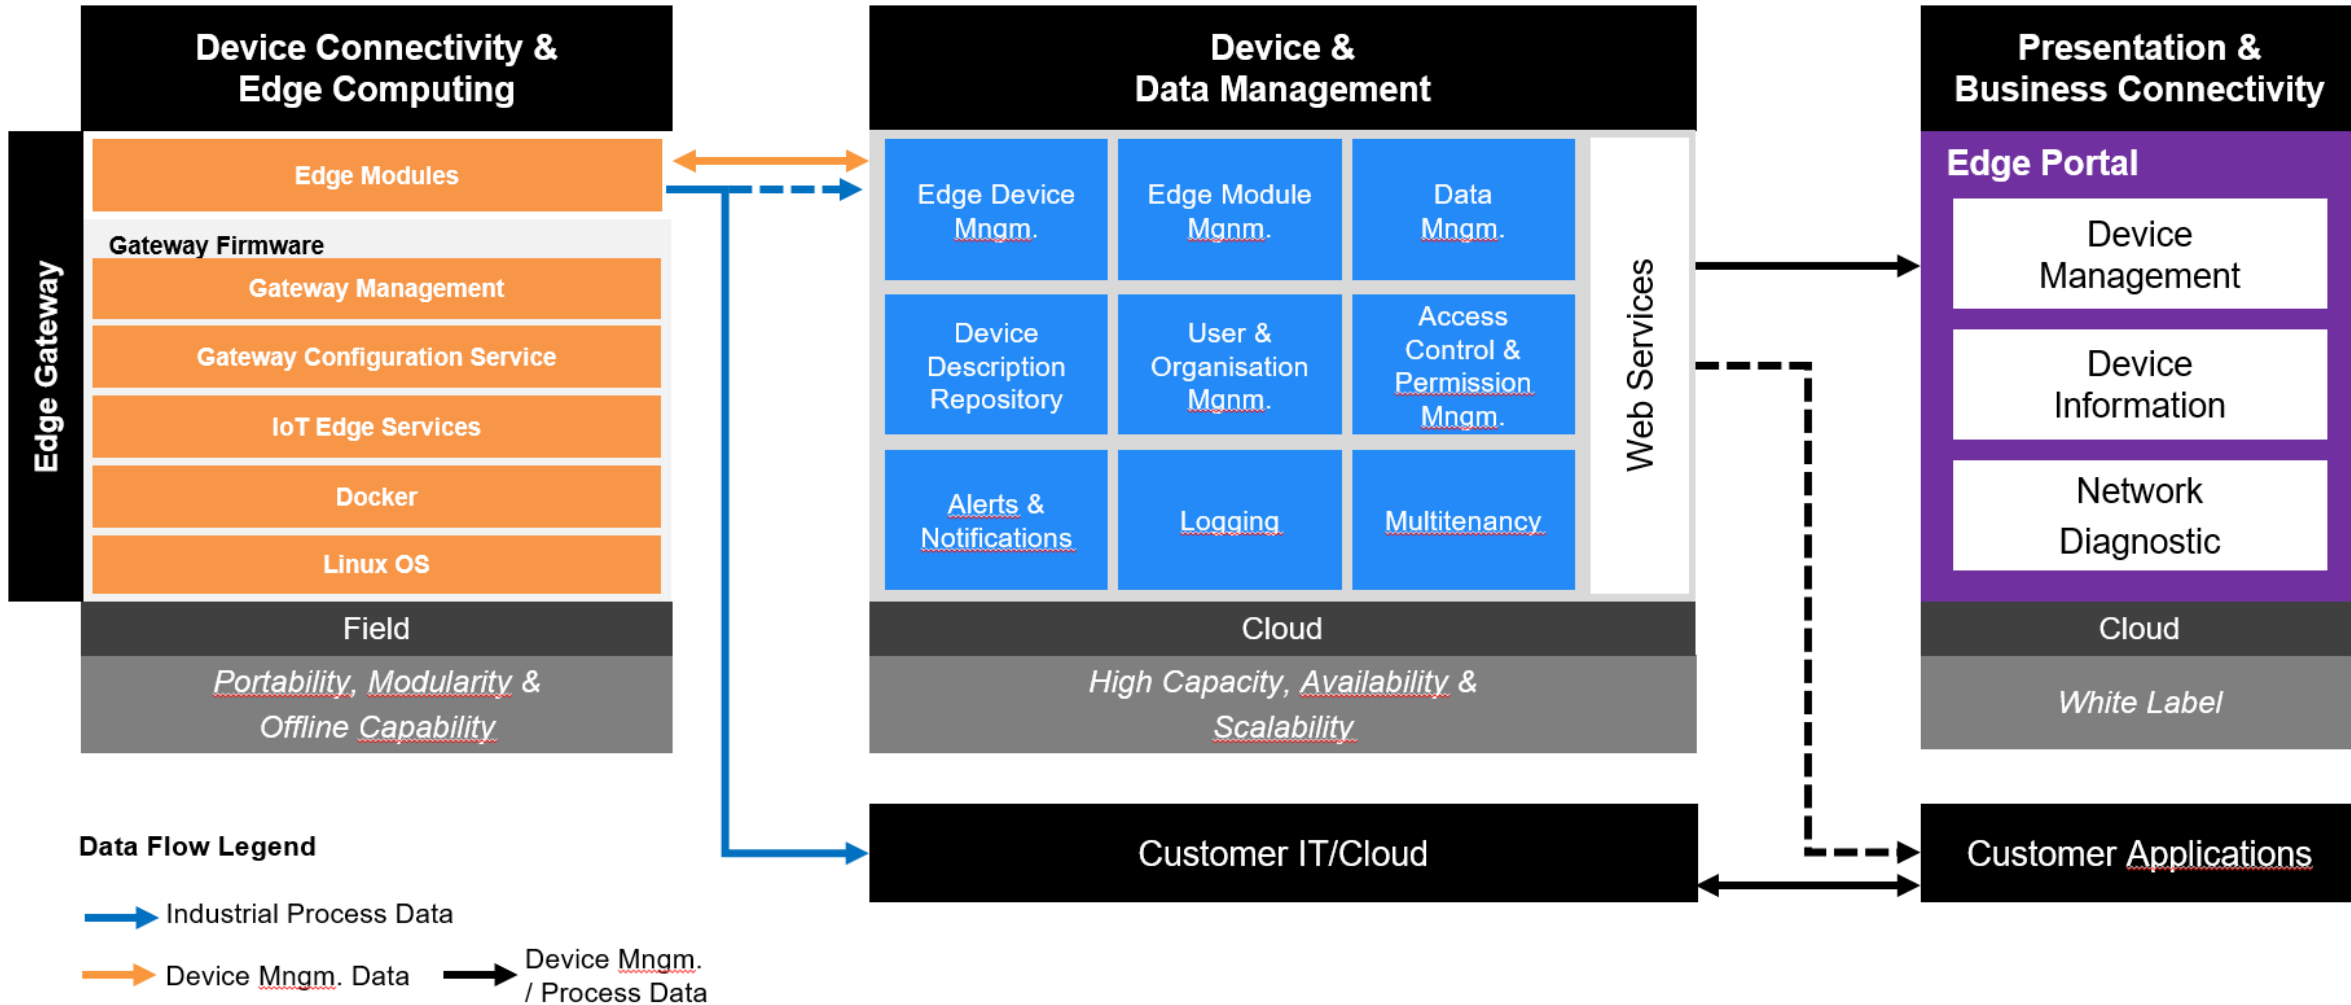 Device Connectivity &
Edge Computing
Edge Gateway
Edge Modules
Gateway Firmware
Gateway Management
Gateway Configuration Service
IoT Edge Services
Docker
Linux OS
Field
Portability, Modularity &
Offline Capability
Device &
Data Management
Edge Device
Mngm.
Edge Module
Mgnm.
Data
Mngm.
Device
Description
Repository
User &
Organisation
Mgnm.
Access
Control &
Permission
Mngm.
Alerts &
Notifications
Logging
Multitenancy
Web Services
Cloud
High Capacity, Availability &
Scalability
Presentation &
Business Connectivity
Edge Portal
Device
Management
Device
Information
Network
Diagnostic
Cloud
White Label
Customer IT/Cloud
Customer Applications
Data Flow Legend
Industrial Process Data
Device Mngm. Data
Device Mngm.
/ Process Data